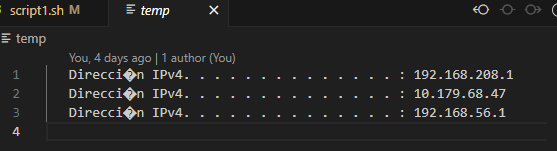 script1.sh M
temp
temp
You, 4 days ago | 1 author (You)
1 Direcci�n IPv4. . . . . . . . . . . . . . : 192.168.208.1
2 Direcci�n IPv4. . . . . . . . . . . . . . : 10.179.68.47
3 Direcci�n IPv4. . . . . . . . . . . . . . : 192.168.56.1
4